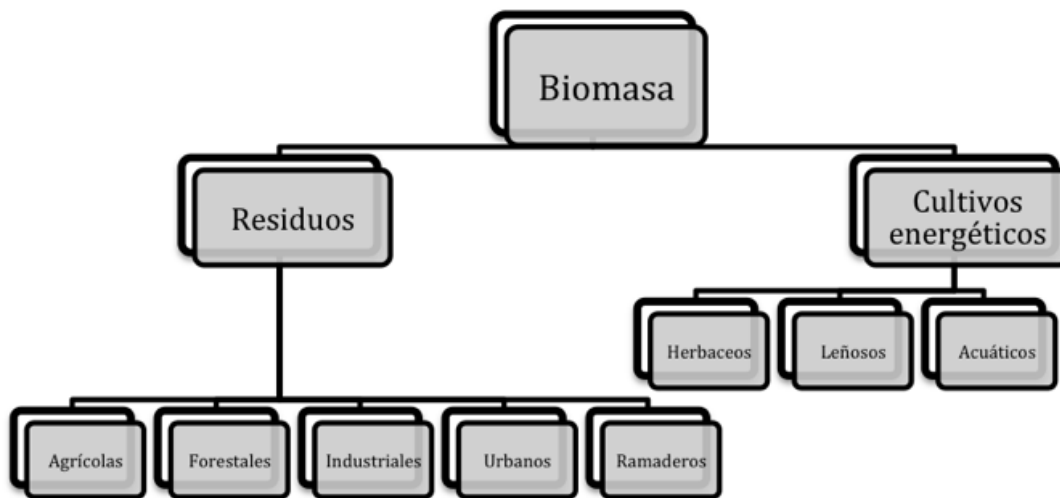 Biomasa
Residuos
Cultivos
energéticos
Herbaceos
Leñosos
Acuáticos
Agrícolas
Forestales
Industriales
Urbanos
Ramaderos